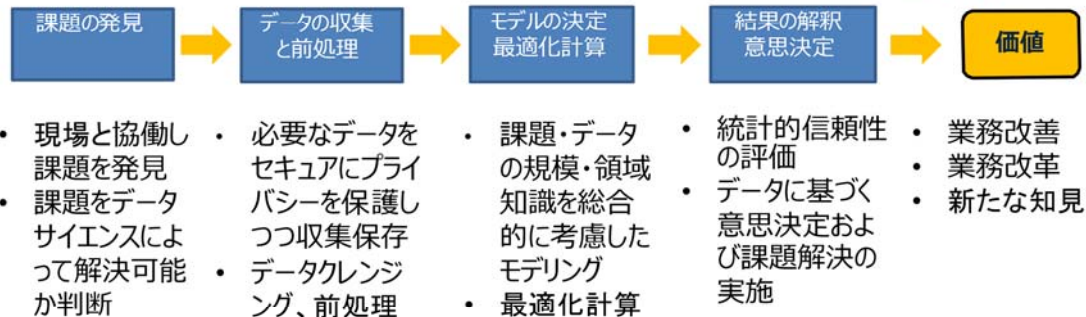 課題の発見
データの収集
と前処理
モデルの決定
最適化計算
結果の解釈
意思決定
価値
• 現場と協働し
課題を発見
• 課題をデータ
サイエンスによ
って解決可能
か判断
• 必要なデータを
セキュアにプライ
バシーを保護し
つつ収集保存
• データクレンジ
ング、前処理
• 課題・データ
の規模・領域
知識を総合
的に考慮した
モデリング
• 最適化計算
• 統計的信頼性
の評価
• データに基づく
意思決定およ
び課題解決の
実施
• 業務改善
• 業務改革
• 新たな知見